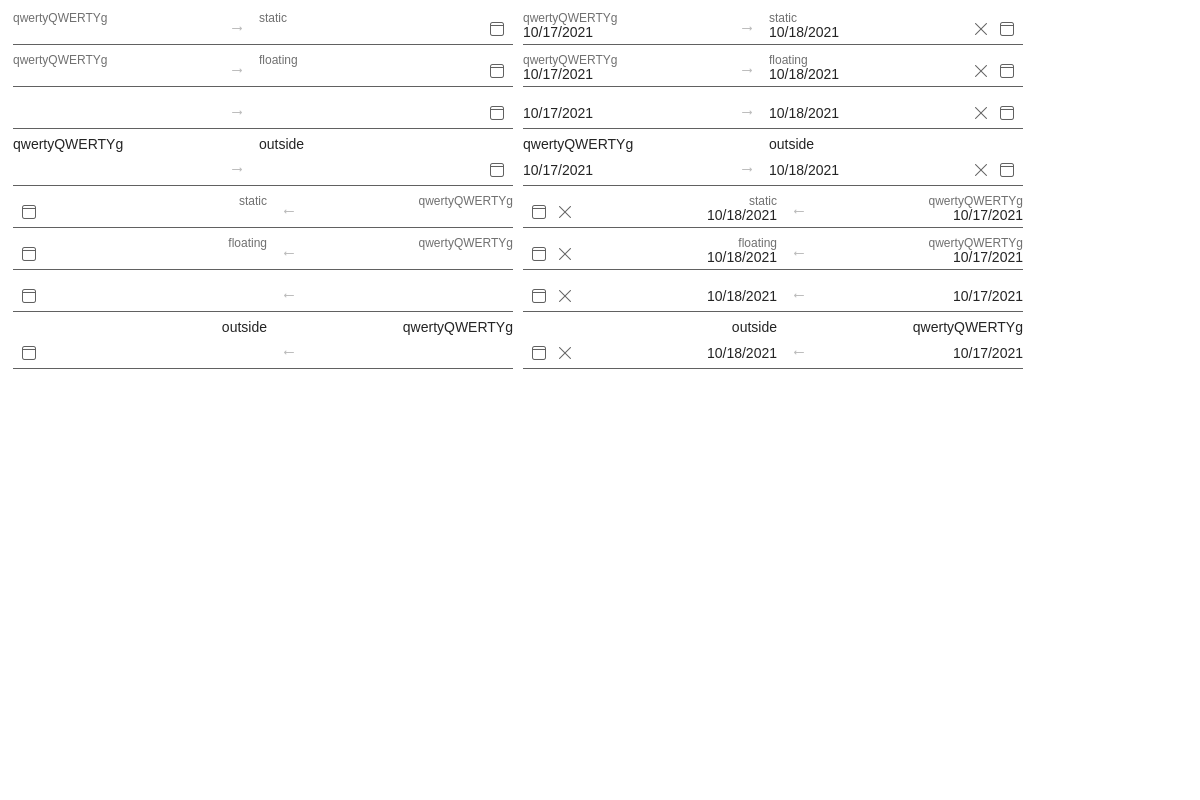 qwertyQWERTYg static qwertyQWERTYg static
10/17/2021 → 10/18/2021
qwertyQWERTYg floating qwertyQWERTYg floating
10/17/2021 → 10/18/2021
10/17/2021 → 10/18/2021
qwertyQWERTYg outside qwertyQWERTYg outside
10/17/2021 → 10/18/2021
static qwertyQWERTYg static qwertyQWERTYg
10/18/2021 ← 10/17/2021
floating qwertyQWERTYg floating qwertyQWERTYg
10/18/2021 ← 10/17/2021
10/18/2021 ← 10/17/2021
outside qwertyQWERTYg outside qwertyQWERTYg
10/18/2021 ← 10/17/2021